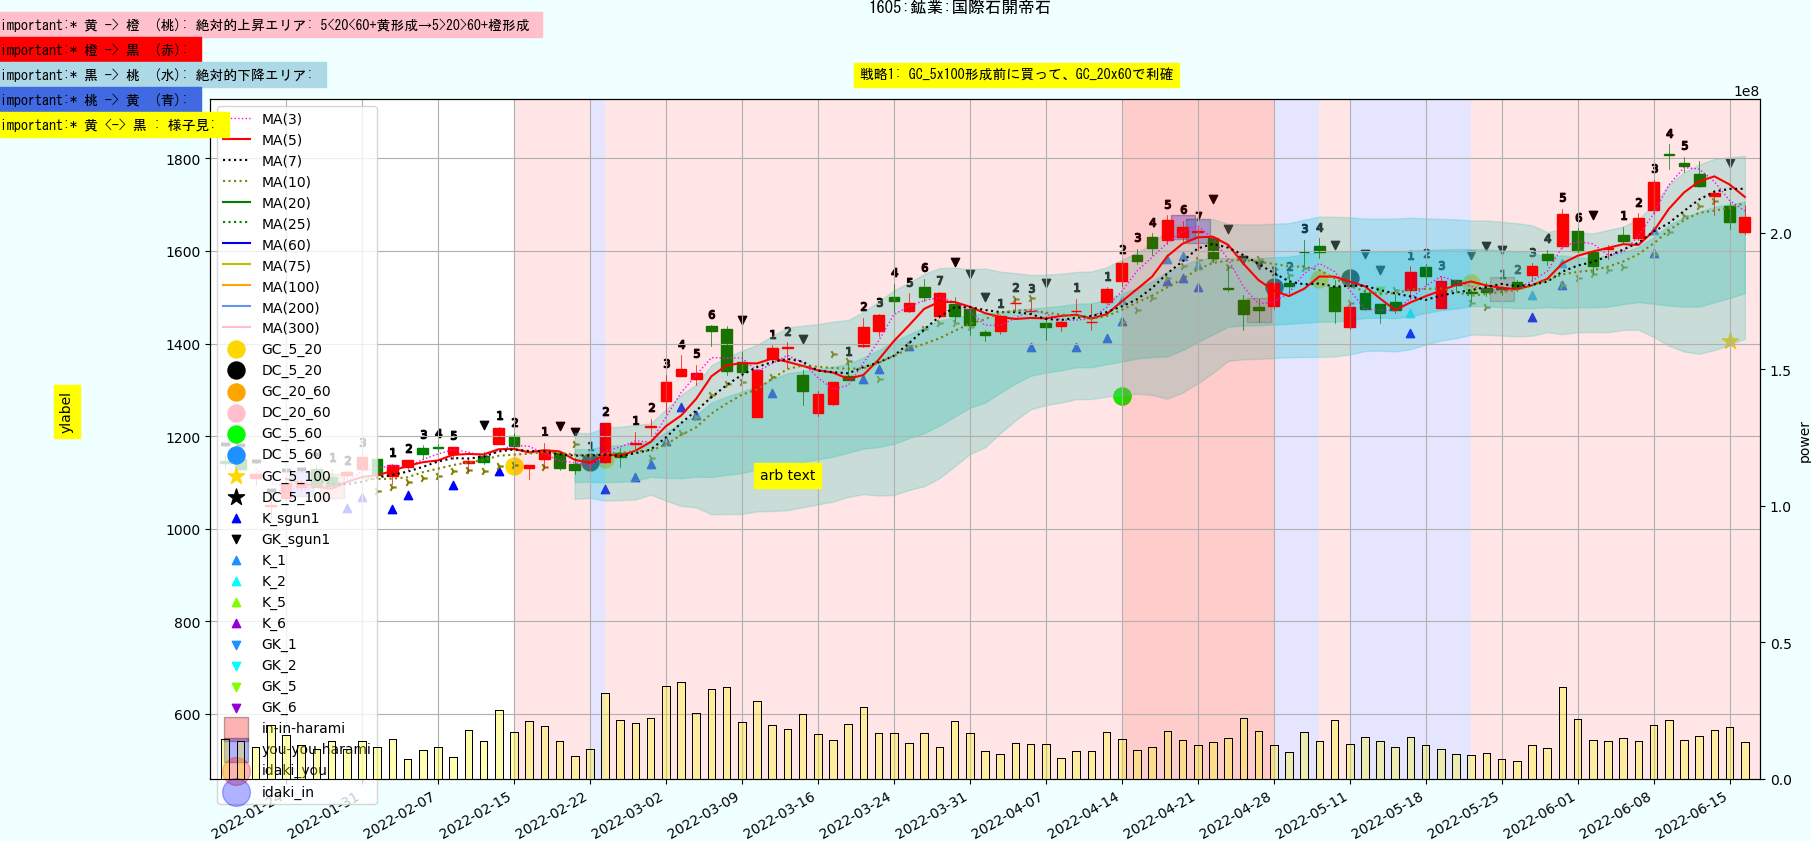 1605:鉱業:国際石開帝石
important:* 黄 -> 橙 (桃): 絶対的上昇エリア: 5<20<60+黄形成→5>20>60+橙形成
important:* 橙 -> 黒 (赤):
important:* 黒 -> 桃 (水): 絶対的下降エリア:
important:* 桃 -> 黄 (青):
important:* 黄 <-> 黒 : 様子見:
戦略1: GC_5x100形成前に買って、GC_20x60で利確
1e8
MA(3)
MA(5)
MA(7)
MA(10)
MA(20)
MA(25)
MA(60)
MA(75)
MA(100)
MA(200)
MA(300)
GC_5_20
DC_5_20
GC_20_60
DC_20_60
GC_5_60
DC_5_60
GC_5_100
DC_5_100
K_sgun1
GK_sgun1
K_1
K_2
K_5
K_6
GK_1
GK_2
GK_5
GK_6
in-in-harami
you-you-harami
idaki_you
idaki_in
1800
1600
1400
1200
1000
800
600
ylabel
arb text
2.0
1.5
1.0
0.5
0.0
power
2022-01-24
2022-01-31
2022-02-07
2022-02-15
2022-02-22
2022-03-02
2022-03-09
2022-03-16
2022-03-24
2022-03-31
2022-04-07
2022-04-14
2022-04-21
2022-04-28
2022-05-11
2022-05-18
2022-05-25
2022-06-01
2022-06-08
2022-06-15